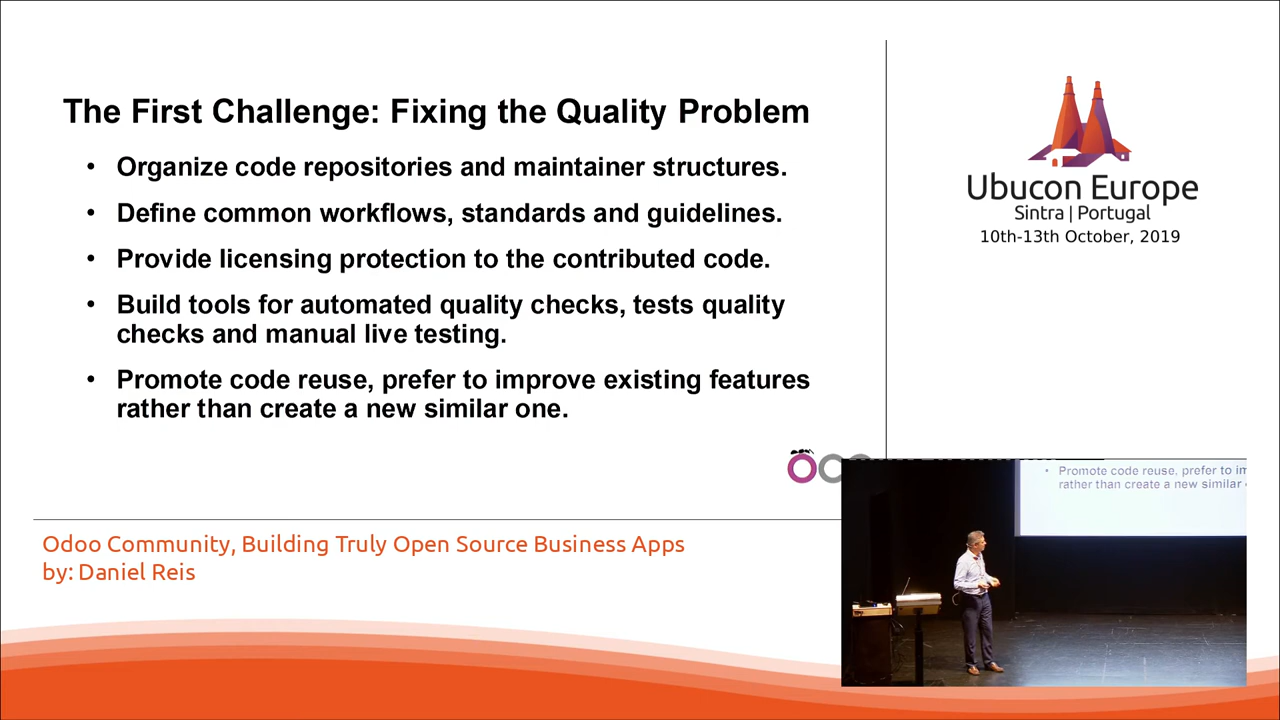 The First Challenge: Fixing the Quality Problem
• Organize code repositories and maintainer structures.
• Define common workflows, standards and guidelines.
• Provide licensing protection to the contributed code.
• Build tools for automated quality checks, tests quality
checks and manual live testing.
• Promote code reuse, prefer to improve existing features
rather than create a new similar one.
Ubucon Europe
Sintra | Portugal
10th-13th October, 2019
Odoo Community, Building Truly Open Source Business Apps
by: Daniel Reis
• Promote code reuse, prefer to im
rather than create a new similar